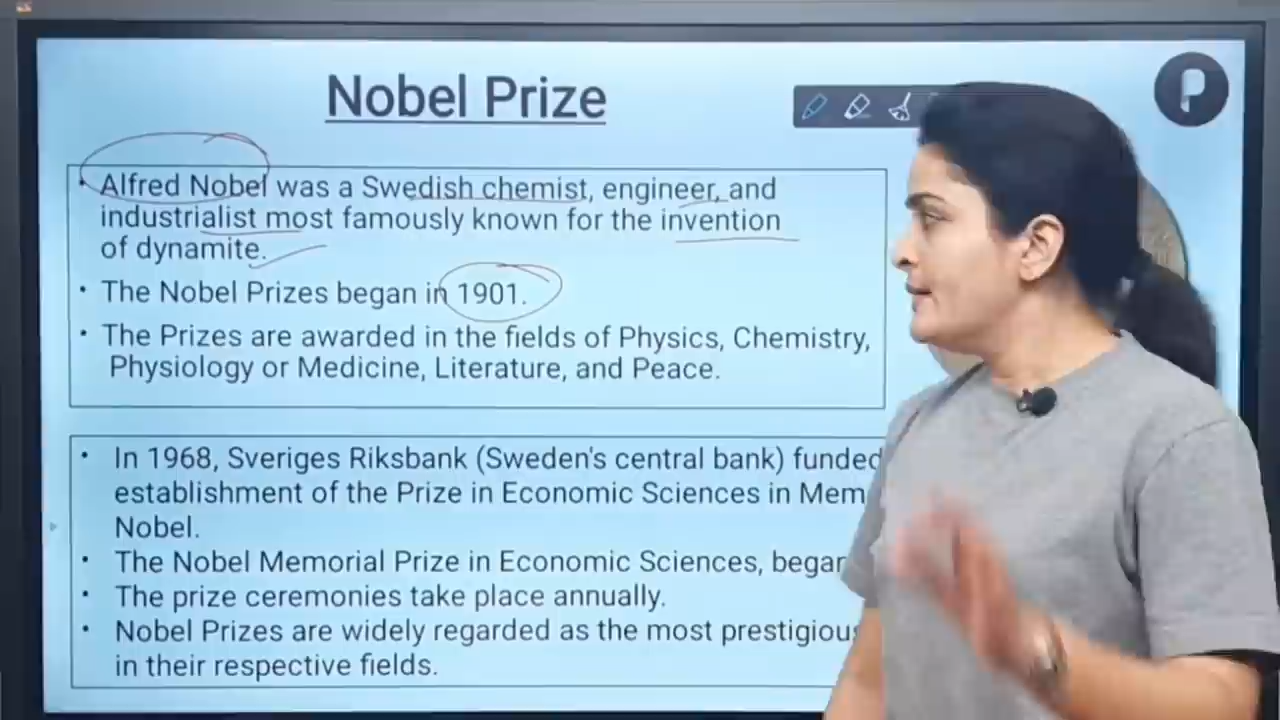 Nobel Prize
• Alfred Nobel was a Swedish chemist, engineer, and
industrialist most famously known for the invention
of dynamite.
• The Nobel Prizes began in 1901.
• The Prizes are awarded in the fields of Physics, Chemistry,
Physiology or Medicine, Literature, and Peace.
• In 1968, Sveriges Riksbank (Sweden's central bank) funded
establishment of the Prize in Economic Sciences in Mem
Nobel.
• The Nobel Memorial Prize in Economic Sciences, began
• The prize ceremonies take place annually.
• Nobel Prizes are widely regarded as the most prestigious
in their respective fields.
P